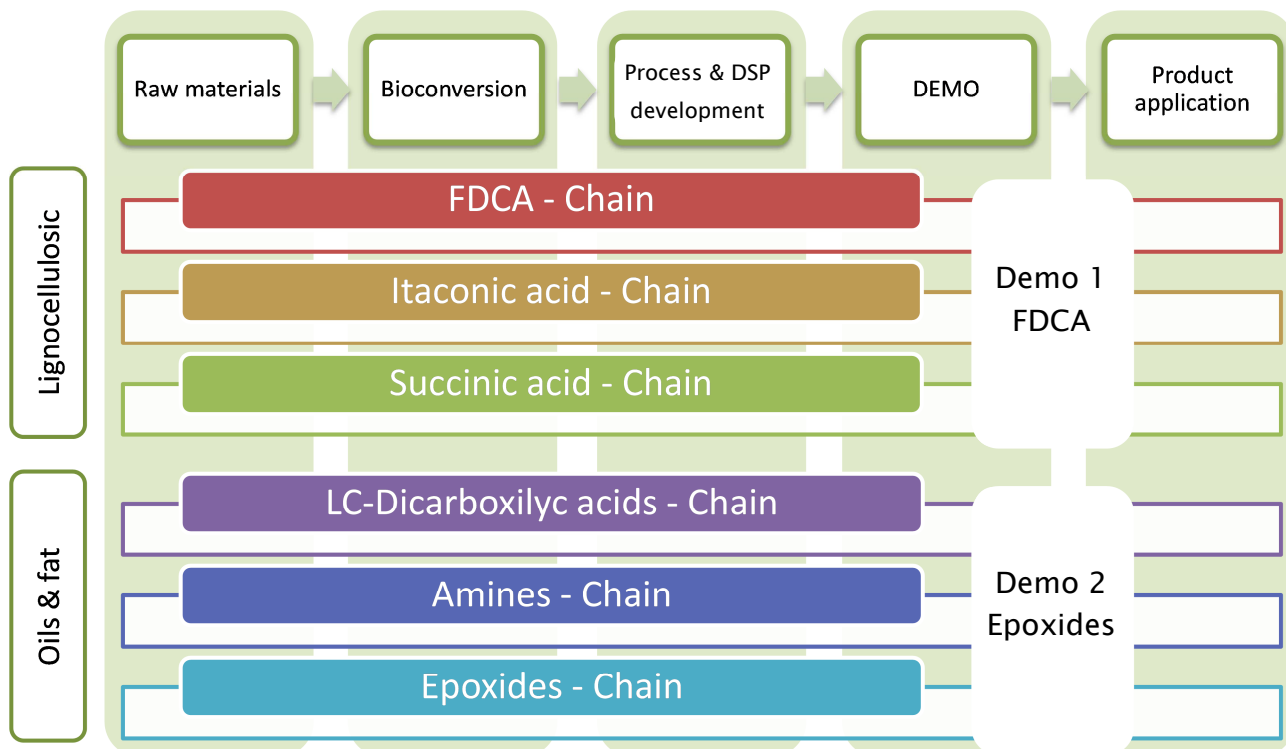 Raw materials
Bioconversion
Process & DSP
development
DEMO
Product
application
Lignocellulosic
FDCA - Chain
Itaconic acid - Chain
Succinic acid - Chain
Demo 1
FDCA
Oils & fat
LC-Dicarboxilyc acids - Chain
Amines - Chain
Epoxides - Chain
Demo 2
Epoxides